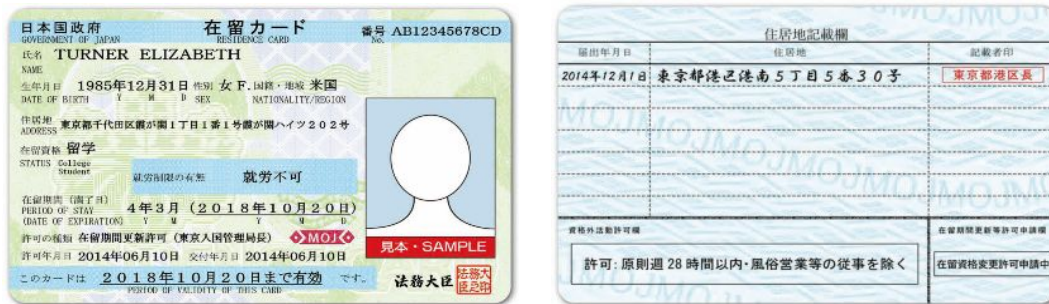 日本国政府 在留カード 番号 AB12345678CD
GOVERNMENT OF JAPAN RESIDENCE CARD No.
氏名 TURNER ELIZABETH
NAME
生年月日 1985年12月31日 性別 女 F. 国籍・地域 米国
DATE OF BIRTH Y M D SEX NATIONALITY/REGION
住居地 東京都千代田区霞が関1丁目1番1号霞が関ハイツ202号
ADDRESS
在留資格 留学
STATUS College
Student
就労制限の有無 就労不可
在留期間(満了日) 4年3月(2018年10月20日)
PERIOD OF STAY
(DATE OF EXPIRATION) Y M Y M D
許可の種類 在留期間更新許可(東京入国管理局長) MOJ
見本・SAMPLE
許可年月日 2014年06月10日 交付年月日 2014年06月10日
このカードは 2018年10月20日まで有効 です。
PERIOD OF VALIDITY OF THIS CARD
法務大臣 法務大臣之印
住居地記載欄
届出年月日 住居地 記載者印
2014年12月1日 東京都港区港南5丁目5番30号 東京都港区長
MOJMOJMOJMOJ
資格外活動許可欄
許可:原則週28時間以内・風俗営業等の従事を除く
在留期間更新等許可申請欄
在留資格変更許可申請中